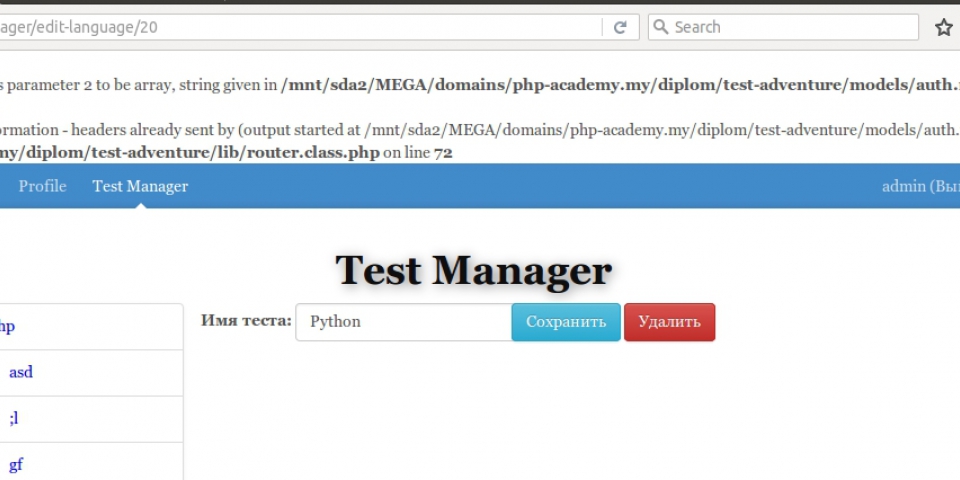 ager/edit-language/20 Search
s parameter 2 to be array, string given in /mnt/sda2/MEGA/domains/php-academy.my/diplom/test-adventure/models/auth.
ormation - headers already sent by (output started at /mnt/sda2/MEGA/domains/php-academy.my/diplom/test-adventure/models/auth.
my/diplom/test-adventure/lib/router.class.php on line 72
Profile Test Manager admin (Вы
Test Manager
Имя теста: Python Сохранить Удалить
hp
asd
;l
gf